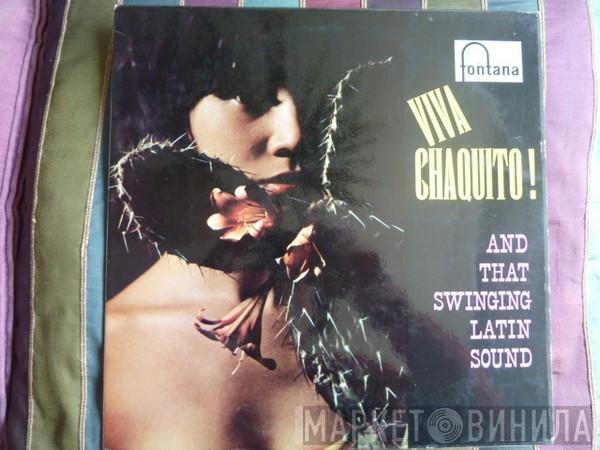 fontana
VIVA
CHAQUITO!
AND
THAT
SWINGING
LATIN
SOUND
МАРКЕТ ВИНИЛА